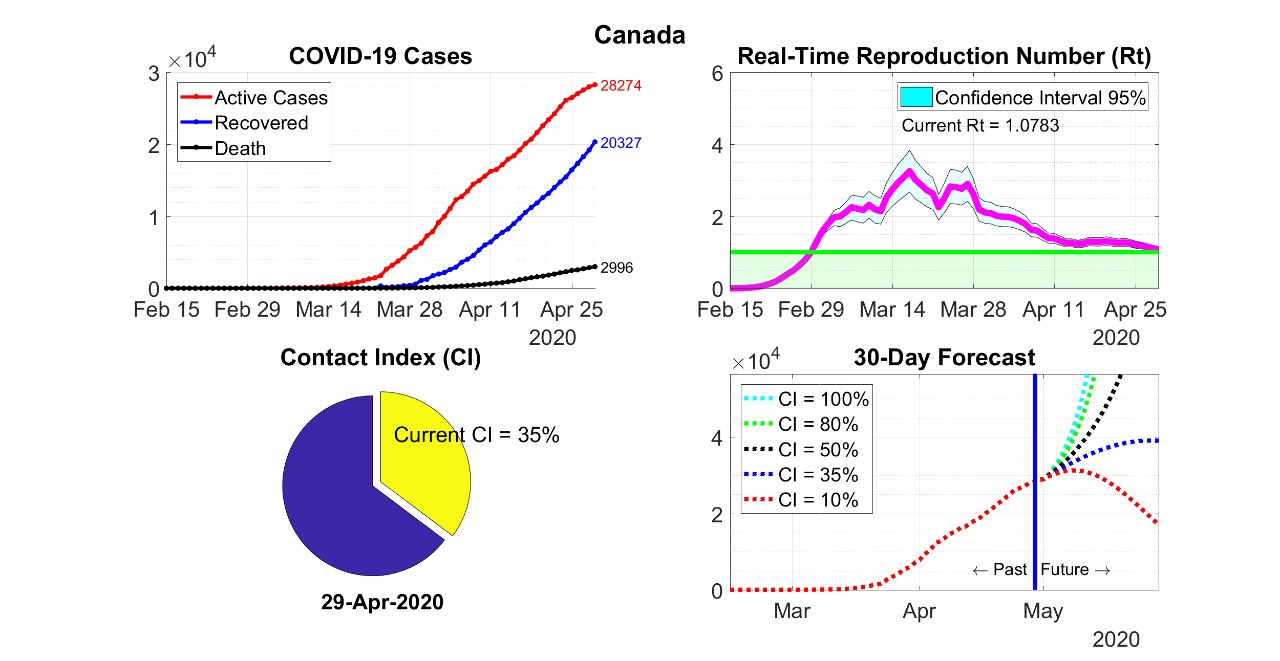 Canada
COVID-19 Cases
×10⁴
3
2
1
0
Active Cases
Recovered
Death
28274
20327
2996
Feb 15 Feb 29 Mar 14 Mar 28 Apr 11 Apr 25
2020
Real-Time Reproduction Number (Rt)
6
4
2
0
Confidence Interval 95%
Current Rt = 1.0783
Feb 15 Feb 29 Mar 14 Mar 28 Apr 11 Apr 25
2020
Contact Index (CI)
Current CI = 35%
29-Apr-2020
30-Day Forecast
×10⁴
4
2
0
CI = 100%
CI = 80%
CI = 50%
CI = 35%
CI = 10%
← Past Future →
Mar Apr May
2020